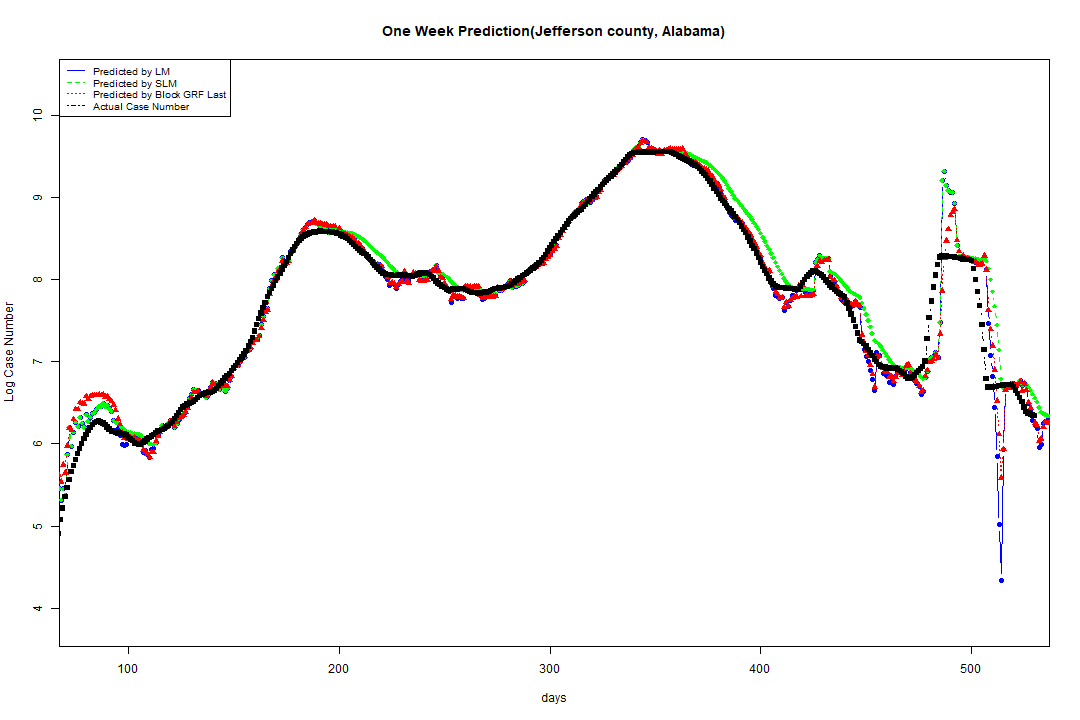 One Week Prediction(Jefferson county, Alabama)
Predicted by LM
Predicted by SLM
Predicted by Block GRF Last
Actual Case Number
Log Case Number
10
9
8
7
6
5
4
100 200 300 400 500
days